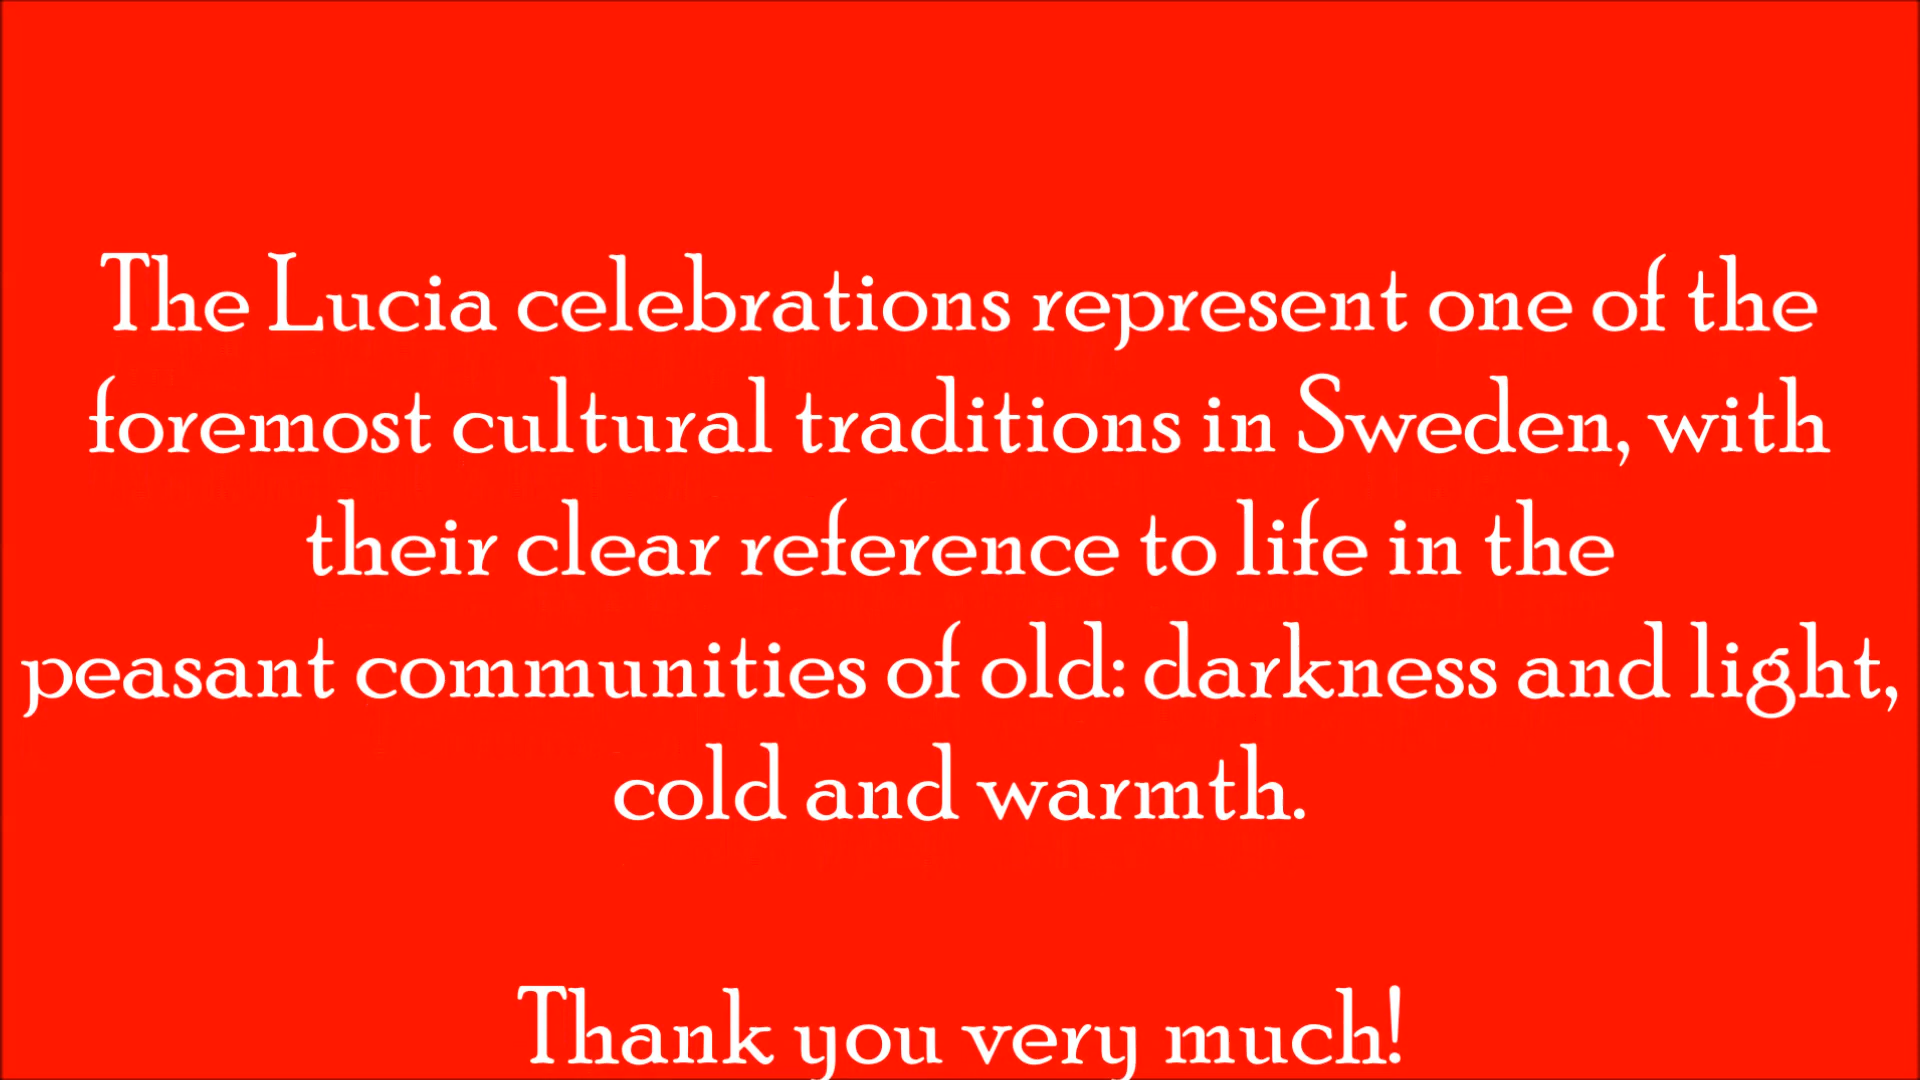 The Lucia celebrations represent one of the
foremost cultural traditions in Sweden, with
their clear reference to life in the
peasant communities of old: darkness and light,
cold and warmth.
Thank you very much!